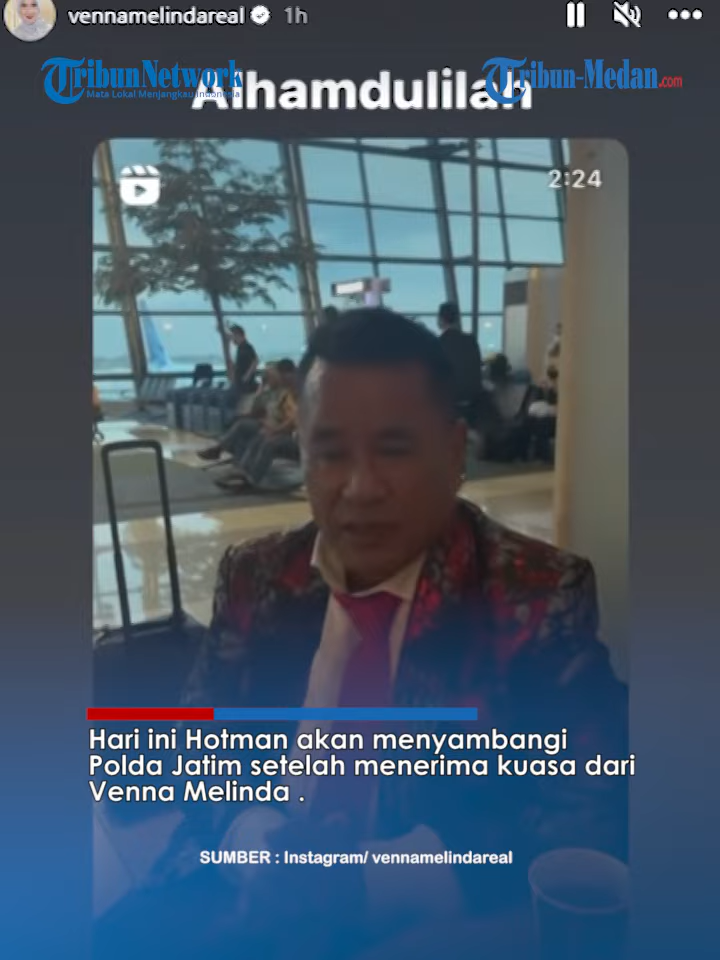 vennamelindareal 1h
TribunNetwork
Mata Lokal Menjangkau Indonesia
Tribun-Medan.com
Alhamdulilah
2:24
Hari ini Hotman akan menyambangi
Polda Jatim setelah menerima kuasa dari
Venna Melinda .
SUMBER : Instagram/ vennamelindareal